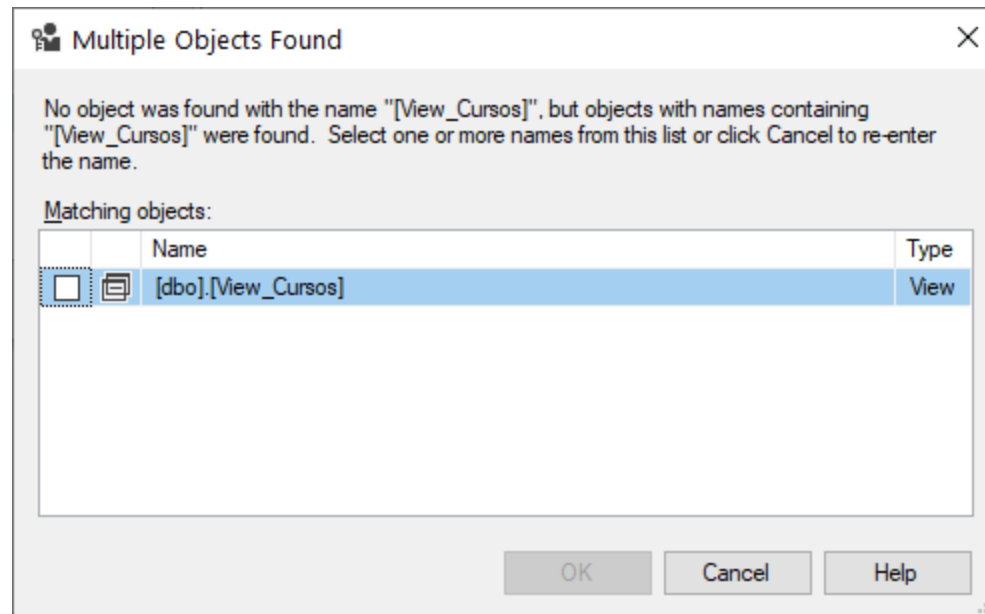 Multiple Objects Found
No object was found with the name "[View_Cursos]", but objects with names containing
"[View_Cursos]" were found.  Select one or more names from this list or click Cancel to re-enter
the name.
Matching objects:
Name Type
[dbo].[View_Cursos] View
OK Cancel Help